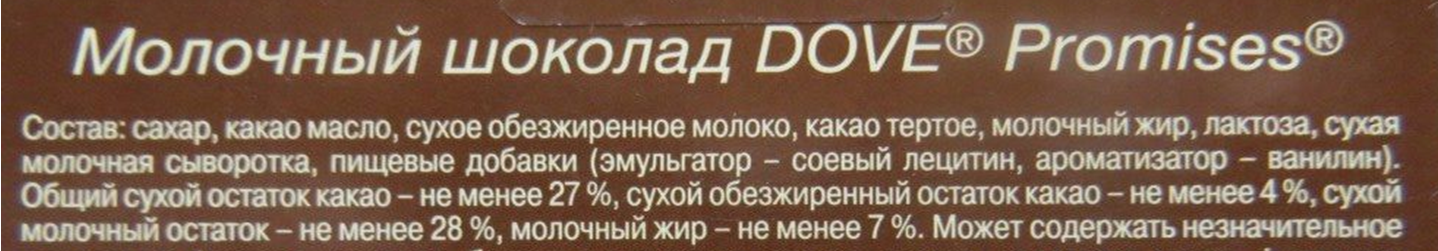 Молочный шоколад DOVE® Promises®
Состав: сахар, какао масло, сухое обезжиренное молоко, какао тертое, молочный жир, лактоза, сухая
молочная сыворотка, пищевые добавки (эмульгатор – соевый лецитин, ароматизатор – ванилин).
Общий сухой остаток какао – не менее 27 %, сухой обезжиренный остаток какао – не менее 4 %, сухой
молочный остаток – не менее 28 %, молочный жир – не менее 7 %. Может содержать незначительное